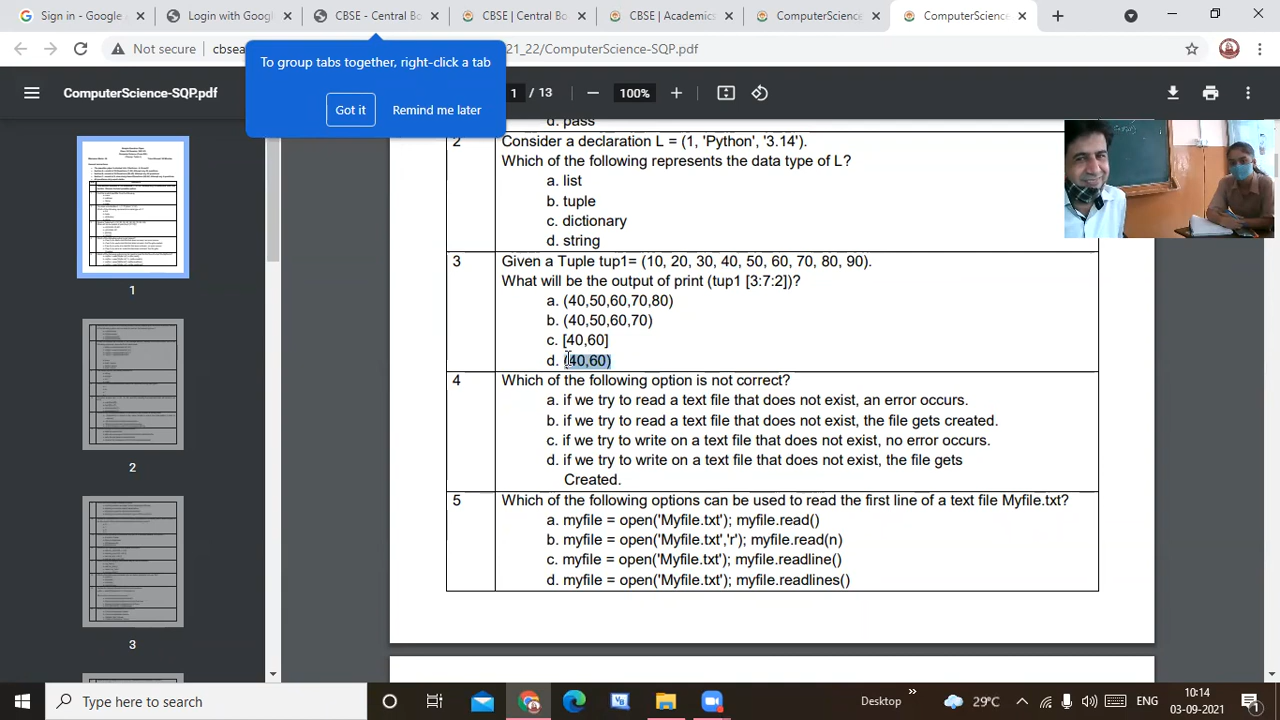 Sign in - Google
Login with Goog
CBSE - Central Bo
CBSE | Central Bo
CBSE | Academics
ComputerScience
ComputerScience
Not secure
cbsea
21_22/ComputerScience-SQP.pdf
To group tabs together, right-click a tab
Got it
Remind me later
ComputerScience-SQP.pdf
1 / 13
100%
d. pass
2
Consider a declaration L = (1, 'Python', '3.14').
Which of the following represents the data type of L?
a. list
b. tuple
c. dictionary
d. string
3
Given a Tuple tup1= (10, 20, 30, 40, 50, 60, 70, 80, 90).
What will be the output of print (tup1 [3:7:2])?
a. (40,50,60,70,80)
b. (40,50,60,70)
c. [40,60]
d. (40,60)
4
Which of the following option is not correct?
a. if we try to read a text file that does not exist, an error occurs.
b. if we try to read a text file that does not exist, the file gets created.
c. if we try to write on a text file that does not exist, no error occurs.
d. if we try to write on a text file that does not exist, the file gets
Created.
5
Which of the following options can be used to read the first line of a text file Myfile.txt?
a. myfile = open('Myfile.txt'); myfile.read()
b. myfile = open('Myfile.txt','r'); myfile.read(n)
c. myfile = open('Myfile.txt'); myfile.readline()
d. myfile = open('Myfile.txt'); myfile.readlines()
1
2
3
Type here to search
Desktop
29°C
ENG
10:14
03-09-2021
1